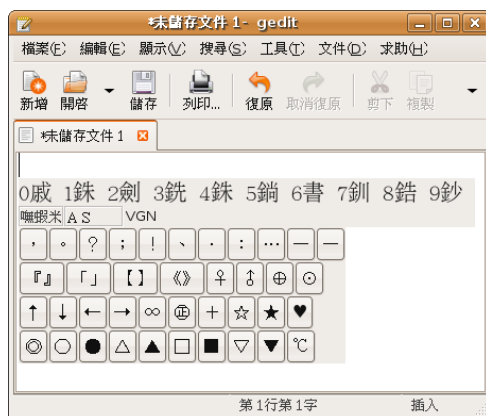 *未儲存文件 1 - gedit
檔案(F) 編輯(E) 顯示(V) 搜尋(S) 工具(T) 文件(D) 求助(H)
新增 開啓 儲存 列印... 復原 取消復原 剪下 複製
*未儲存文件 1
0戚 1銖 2劍 3銑 4銖 5銷 6書 7釧 8鋯 9鈔
嘸蝦米 A S VGN
， 。 ? ; ! 、 · : … — —
『』 「」 【】 《》 ♀ ♂ ⊕ ⊙
↑ ↓ ← → ∞ ㊣ + ☆ ★ ♥
◎ ○ ● △ ▲ □ ■ ▽ ▼ ℃
第 1行第 1字 插入